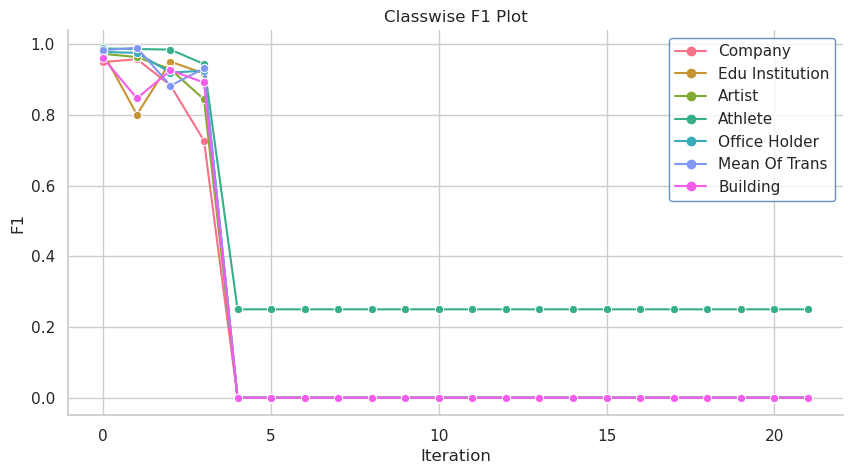 Classwise F1 Plot
F1
1.0
0.8
0.6
0.4
0.2
0.0
Company
Edu Institution
Artist
Athlete
Office Holder
Mean Of Trans
Building
0
5
10
15
20
Iteration